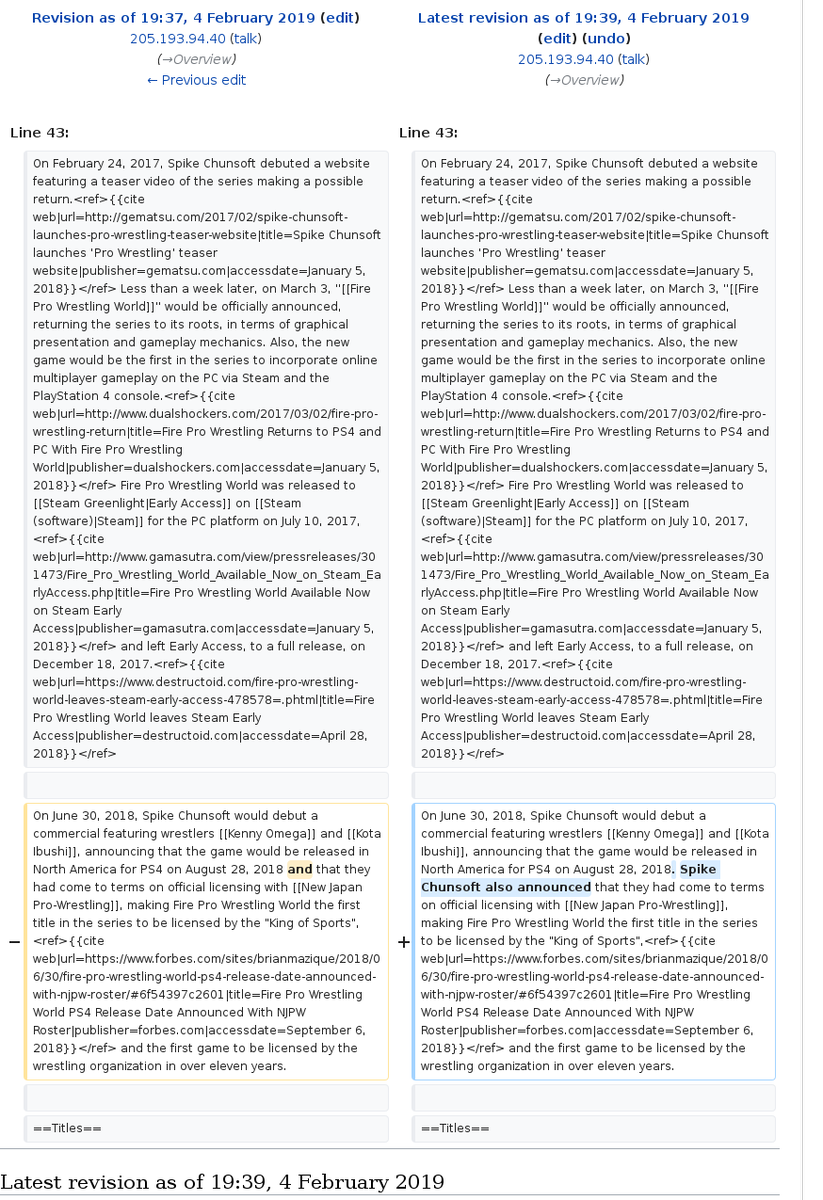 Revision as of 19:37, 4 February 2019 (edit)
205.193.94.40 (talk)
(→Overview)
← Previous edit
Latest revision as of 19:39, 4 February 2019
(edit) (undo)
205.193.94.40 (talk)
(→Overview)
Line 43:
On February 24, 2017, Spike Chunsoft debuted a website
featuring a teaser video of the series making a possible
return.<ref>{{cite
web|url=http://gematsu.com/2017/02/spike-chunsoft-
launches-pro-wrestling-teaser-website|title=Spike Chunsoft
launches 'Pro Wrestling' teaser
website|publisher=gematsu.com|accessdate=January 5,
2018}}</ref> Less than a week later, on March 3, ''[[Fire
Pro Wrestling World]]'' would be officially announced,
returning the series to its roots, in terms of graphical
presentation and gameplay mechanics. Also, the new
game would be the first in the series to incorporate online
multiplayer gameplay on the PC via Steam and the
PlayStation 4 console.<ref>{{cite
web|url=http://www.dualshockers.com/2017/03/02/fire-pro-
wrestling-return|title=Fire Pro Wrestling Returns to PS4 and
PC With Fire Pro Wrestling
World|publisher=dualshockers.com|accessdate=January 5,
2018}}</ref> Fire Pro Wrestling World was released to
[[Steam Greenlight|Early Access]] on [[Steam
(software)|Steam]] for the PC platform on July 10, 2017,
<ref>{{cite
web|url=http://www.gamasutra.com/view/pressreleases/30
1473/Fire_Pro_Wrestling_World_Available_Now_on_Steam_Ea
rlyAccess.php|title=Fire Pro Wrestling World Available Now
on Steam Early
Access|publisher=gamasutra.com|accessdate=January 5,
2018}}</ref> and left Early Access, to a full release, on
December 18, 2017.<ref>{{cite
web|url=https://www.destructoid.com/fire-pro-wrestling-
world-leaves-steam-early-access-478578=.phtml|title=Fire
Pro Wrestling World leaves Steam Early
Access|publisher=destructoid.com|accessdate=April 28,
2018}}</ref>
− On June 30, 2018, Spike Chunsoft would debut a
commercial featuring wrestlers [[Kenny Omega]] and [[Kota
Ibushi]], announcing that the game would be released in
North America for PS4 on August 28, 2018 and that they
had come to terms on official licensing with [[New Japan
Pro-Wrestling]], making Fire Pro Wrestling World the first
title in the series to be licensed by the "King of Sports",
<ref>{{cite
web|url=https://www.forbes.com/sites/brianmazique/2018/0
6/30/fire-pro-wrestling-world-ps4-release-date-announced-
with-njpw-roster/#6f54397c2601|title=Fire Pro Wrestling
World PS4 Release Date Announced With NJPW
Roster|publisher=forbes.com|accessdate=September 6,
2018}}</ref> and the first game to be licensed by the
wrestling organization in over eleven years.
==Titles==
Line 43:
On February 24, 2017, Spike Chunsoft debuted a website
featuring a teaser video of the series making a possible
return.<ref>{{cite
web|url=http://gematsu.com/2017/02/spike-chunsoft-
launches-pro-wrestling-teaser-website|title=Spike Chunsoft
launches 'Pro Wrestling' teaser
website|publisher=gematsu.com|accessdate=January 5,
2018}}</ref> Less than a week later, on March 3, ''[[Fire
Pro Wrestling World]]'' would be officially announced,
returning the series to its roots, in terms of graphical
presentation and gameplay mechanics. Also, the new
game would be the first in the series to incorporate online
multiplayer gameplay on the PC via Steam and the
PlayStation 4 console.<ref>{{cite
web|url=http://www.dualshockers.com/2017/03/02/fire-pro-
wrestling-return|title=Fire Pro Wrestling Returns to PS4 and
PC With Fire Pro Wrestling
World|publisher=dualshockers.com|accessdate=January 5,
2018}}</ref> Fire Pro Wrestling World was released to
[[Steam Greenlight|Early Access]] on [[Steam
(software)|Steam]] for the PC platform on July 10, 2017,
<ref>{{cite
web|url=http://www.gamasutra.com/view/pressreleases/30
1473/Fire_Pro_Wrestling_World_Available_Now_on_Steam_Ea
rlyAccess.php|title=Fire Pro Wrestling World Available Now
on Steam Early
Access|publisher=gamasutra.com|accessdate=January 5,
2018}}</ref> and left Early Access, to a full release, on
December 18, 2017.<ref>{{cite
web|url=https://www.destructoid.com/fire-pro-wrestling-
world-leaves-steam-early-access-478578=.phtml|title=Fire
Pro Wrestling World leaves Steam Early
Access|publisher=destructoid.com|accessdate=April 28,
2018}}</ref>
+ On June 30, 2018, Spike Chunsoft would debut a
commercial featuring wrestlers [[Kenny Omega]] and [[Kota
Ibushi]], announcing that the game would be released in
North America for PS4 on August 28, 2018. Spike
Chunsoft also announced that they had come to terms
on official licensing with [[New Japan Pro-Wrestling]],
making Fire Pro Wrestling World the first title in the series
to be licensed by the "King of Sports",<ref>{{cite
web|url=https://www.forbes.com/sites/brianmazique/2018/0
6/30/fire-pro-wrestling-world-ps4-release-date-announced-
with-njpw-roster/#6f54397c2601|title=Fire Pro Wrestling
World PS4 Release Date Announced With NJPW
Roster|publisher=forbes.com|accessdate=September 6,
2018}}</ref> and the first game to be licensed by the
wrestling organization in over eleven years.
==Titles==
Latest revision as of 19:39, 4 February 2019